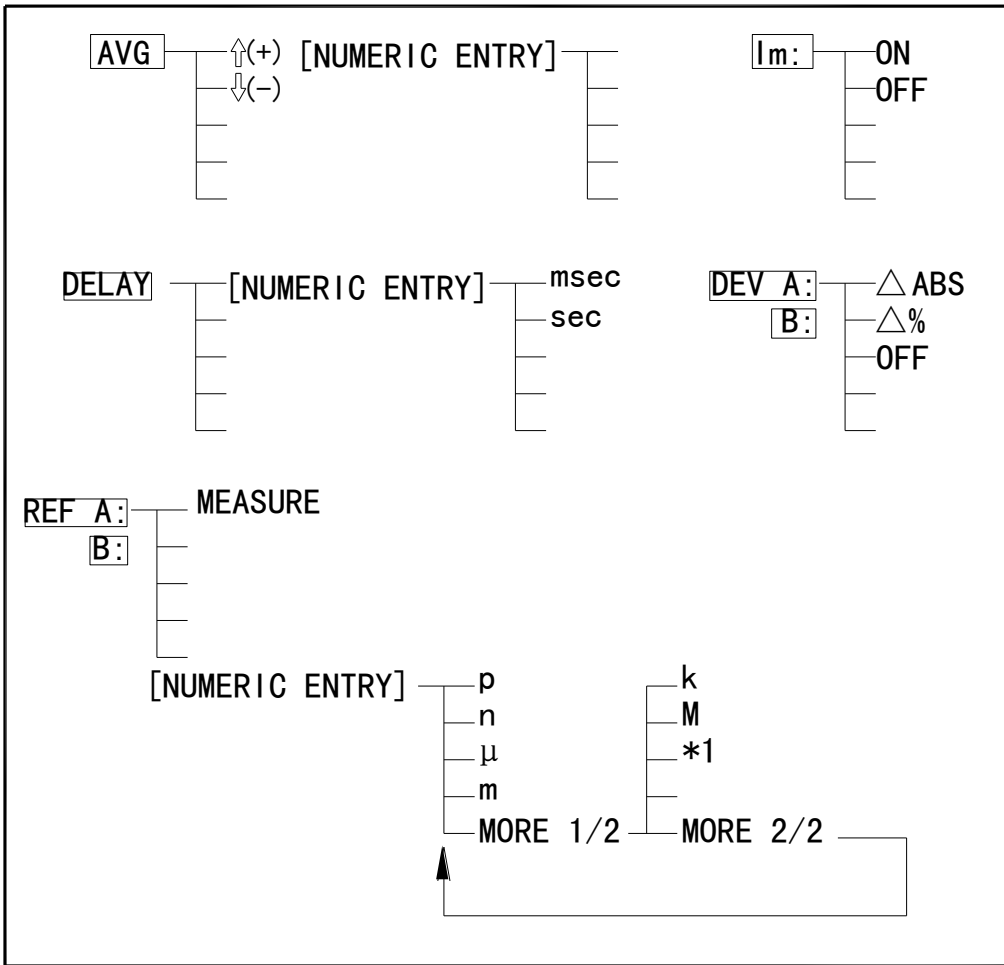 AVG ⇧(+) [NUMERIC ENTRY] Im: ON
⇩(-) OFF
DELAY [NUMERIC ENTRY] msec DEV A: △ABS
sec B: △%
OFF
REF A: MEASURE
B:
[NUMERIC ENTRY] p k
n M
μ *1
m
MORE 1/2 MORE 2/2